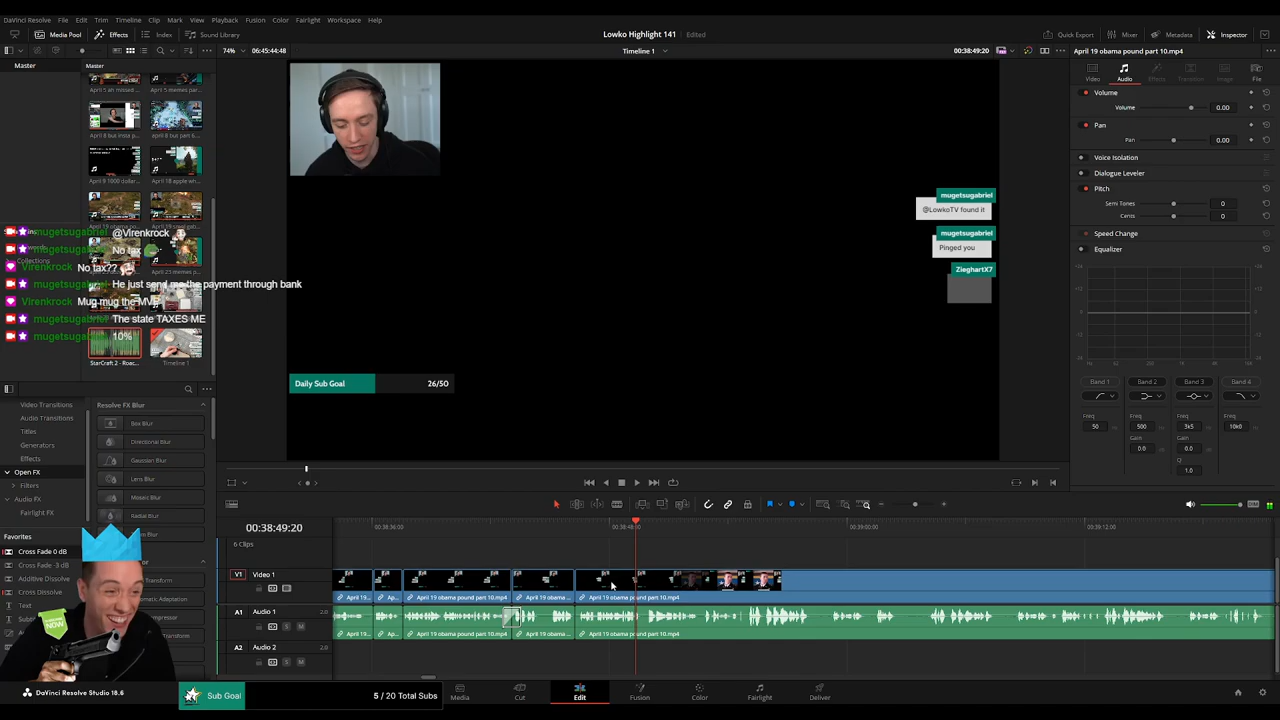 DaVinci Resolve File Edit Trim Timeline Clip Mark View Playback Fusion Color Fairlight Workspace Help
Media Pool Effects Index Sound Library
Lowko Highlight 141 Edited
Quick Export Mixer Metadata Inspector
74% 06:45:44:48
Timeline 1
00:38:49:20
April 19 obama pound part 10.mp4
Master
Master
Video Audio Effects Transition Image File
April 5 ah missed ...
April 5 memes par...
Volume
Volume 0.00
Pan
Pan 0.00
Voice Isolation
Dialogue Leveler
Pitch
Semi Tones 0
Cents 0
Speed Change
Equalizer
April 8 but insta p...
April 8 but part 6...
April 9 1000 dollar...
April 18 apple wr...
April 19 obama po...
mugetsugabriel @Virenkrock
mugetsugabriel No tax
Virenkrock No tax??
mugetsugabriel He just send me the payment through bank
Virenkrock Mug mug the MVP
mugetsugabriel The state TAXES ME
mugetsugabriel 10%
StarCraft 2 - Roac...
Timeline 1
mugetsugabriel
@LowkoTV found it
mugetsugabriel
Pinged you
ZieghartX7
Daily Sub Goal 26/50
Band 1 Band 2 Band 3 Band 4
Freq Freq Freq Freq
50 500 3k5 10k0
Gain Gain
0.0 0.0
Q
1.0
Video Transitions
Audio Transitions
Titles
Generators
Effects
Open FX
Filters
Audio FX
Fairlight FX
Favorites
Cross Fade 0 dB
Cross Fade -3 dB
Additive Dissolve
Cross Dissolve
Text
Resolve FX Blur
Box Blur
Directional Blur
Gaussian Blur
Lens Blur
Mosaic Blur
Radial Blur
00:38:49:20
00:38:36:00 00:38:48:00 00:39:00:00 00:39:12:00
6 Clips
V1 Video 1
April 19... Ap... April 19 obama pound part 10.mp4 April 19 obama ... April 19 obama pound part 10.mp4
A1 Audio 1 2.0
S M
April 19... Ap... April 19 obama pound part 10.mp4 April 19 obama ... April 19 obama pound part 10.mp4
A2 Audio 2 2.0
S M
SUBSCRIBE NOW
DaVinci Resolve Studio 18.6
Sub Goal 5 / 20 Total Subs
Media Cut Edit Fusion Color Fairlight Deliver